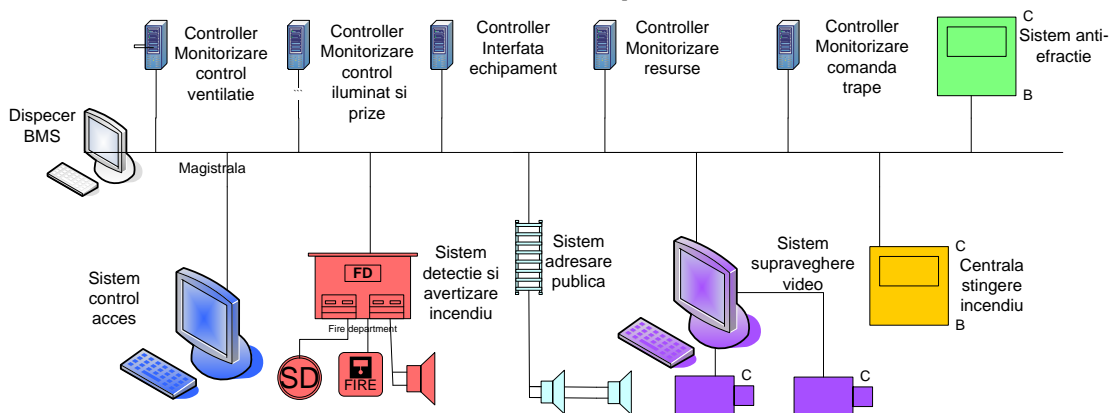 Controller
Monitorizare
control
ventilatie
Controller
Monitorizare
control
iluminat si
prize
...
Controller
Interfata
echipament
Controller
Monitorizare
resurse
Controller
Monitorizare
comanda
trape
C
Sistem anti-
efractie
B
Dispecer
BMS
Magistrala
Sistem
control
acces
FD
Fire department
SD
FIRE
Sistem
detectie si
avertizare
incendiu
Sistem
adresare
publica
Sistem
supraveghere
video
C
C
C
Centrala
stingere
incendiu
B